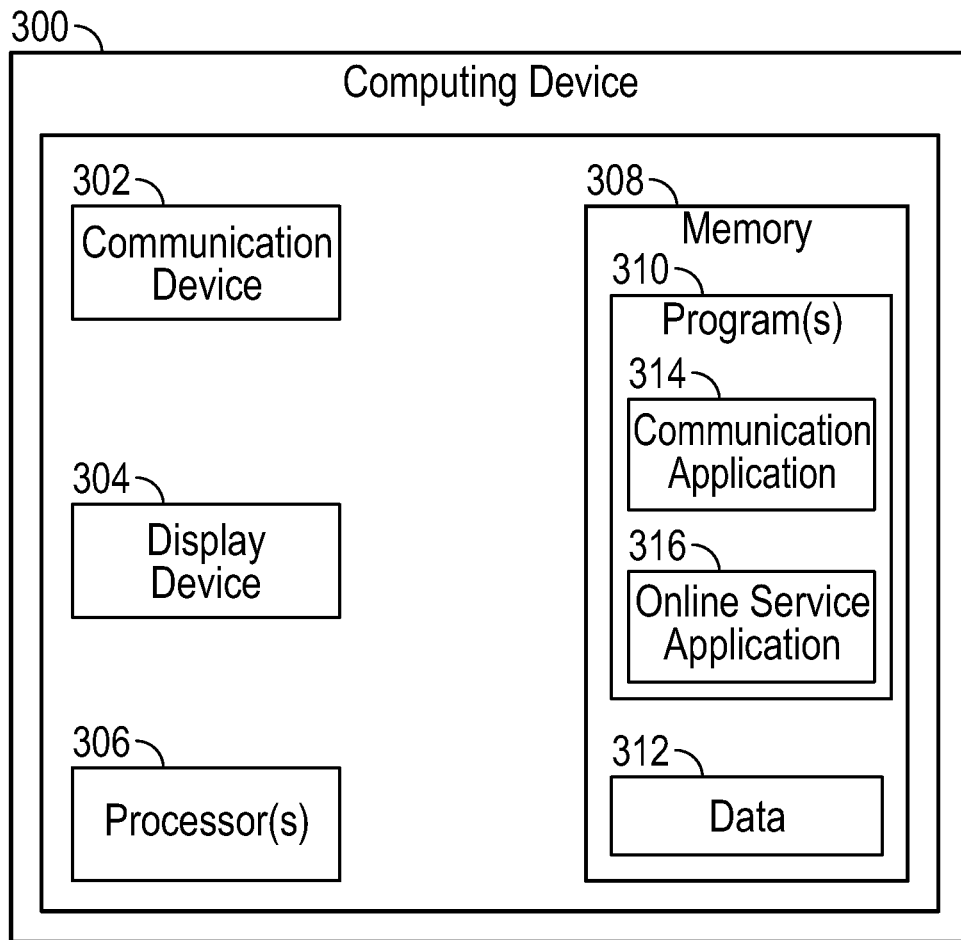 300
Computing Device
302
Communication
Device
304
Display
Device
306
Processor(s)
308
Memory
310
Program(s)
314
Communication
Application
316
Online Service
Application
312
Data